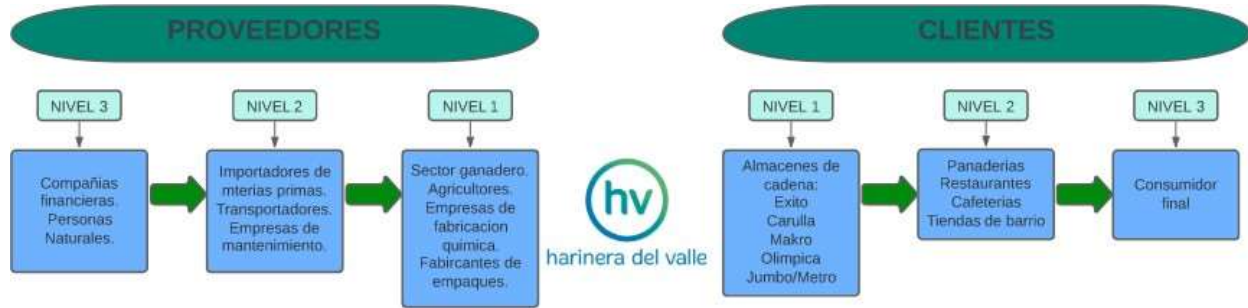 PROVEEDORES
NIVEL 3
Compañias
financieras.
Personas
Naturales.
NIVEL 2
Importadores de
mterias primas.
Transportadores.
Empresas de
mantenimiento.
NIVEL 1
Sector ganadero.
Agricultores.
Empresas de
fabricacion
quimica.
Fabircantes de
empaques.
hv
harinera del valle
CLIENTES
NIVEL 1
Almacenes de
cadena:
Exito
Carulla
Makro
Olimpica
Jumbo/Metro
NIVEL 2
Panaderias
Restaurantes
Cafeterias
Tiendas de barrio
NIVEL 3
Consumidor
final